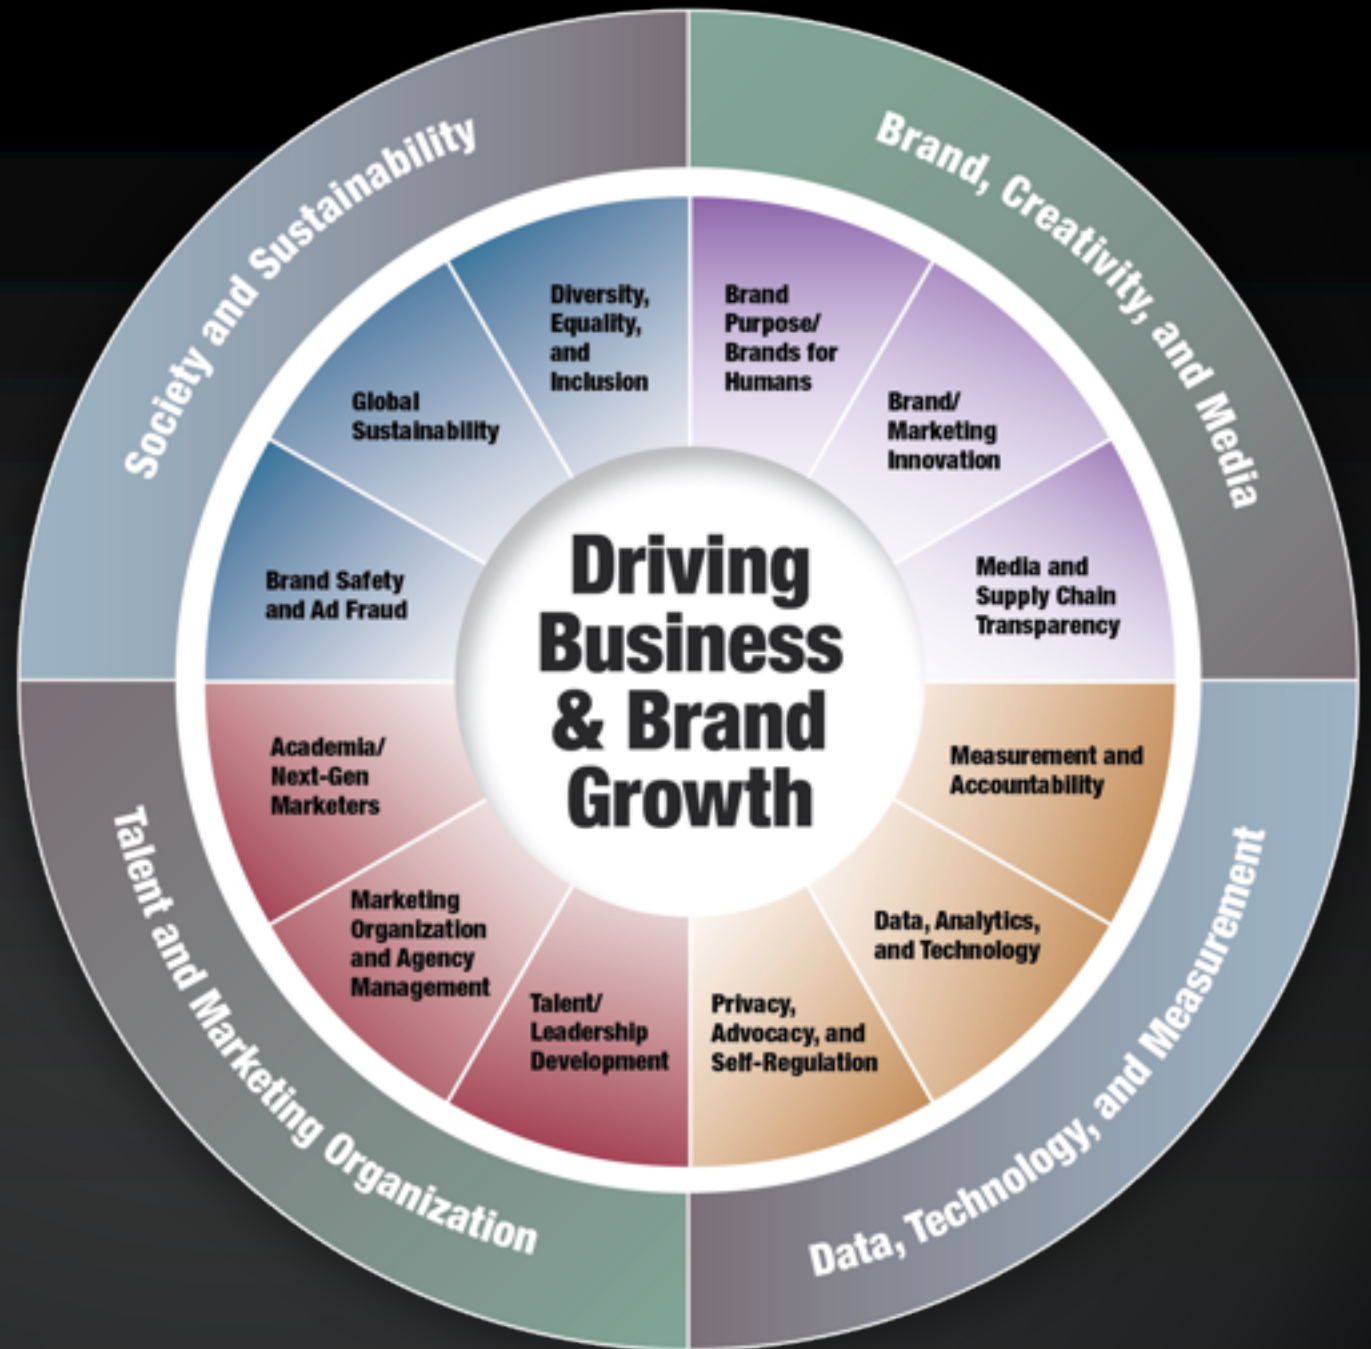 Society and Sustainability
Brand, Creativity, and Media
Diversity,
Equality,
and
Inclusion
Brand
Purpose/
Brands for
Humans
Global
Sustainability
Brand/
Marketing
Innovation
Brand Safety
and Ad Fraud
Media and
Supply Chain
Transparency
Driving
Business
& Brand
Growth
Academia/
Next-Gen
Marketers
Measurement and
Accountability
Marketing
Organization
and Agency
Management
Data, Analytics,
and Technology
Talent/
Leadership
Development
Privacy,
Advocacy, and
Self-Regulation
Talent and Marketing Organization
Data, Technology, and Measurement